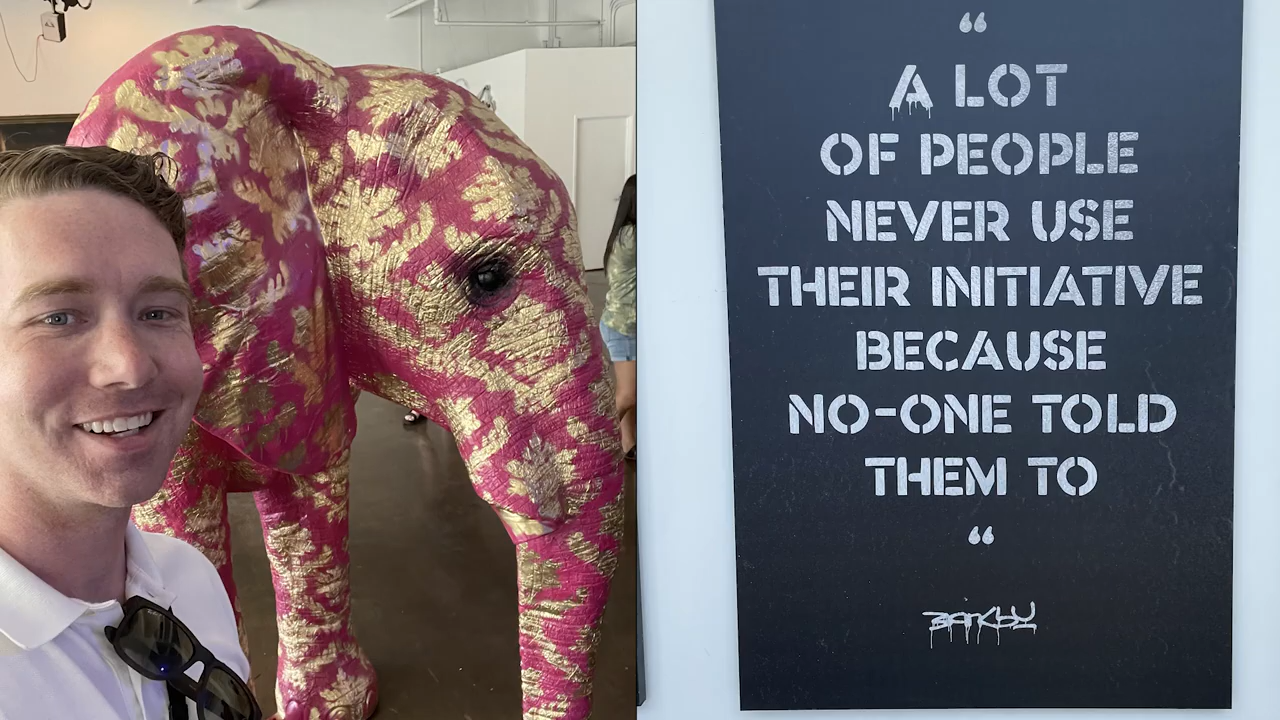 “
A LOT
OF PEOPLE
NEVER USE
THEIR INITIATIVE
BECAUSE
NO-ONE TOLD
THEM TO
“
BANKSY